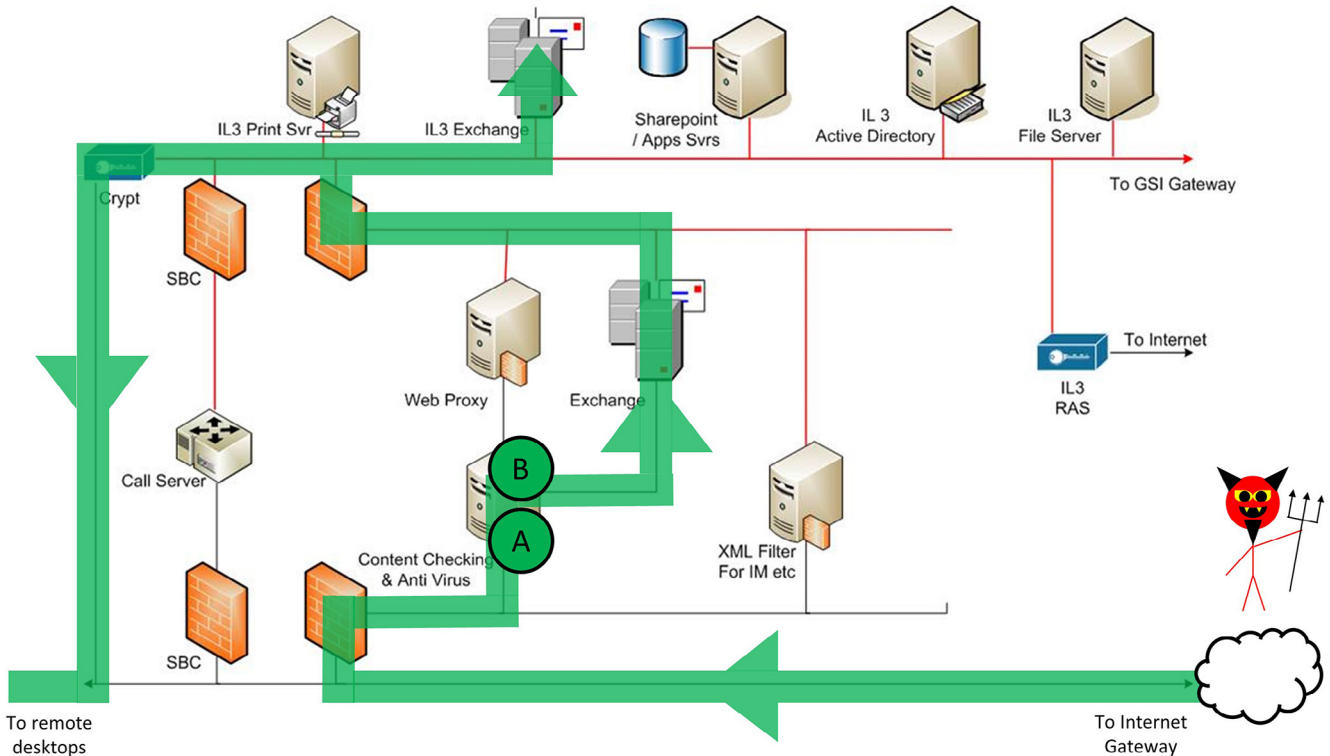 IL3 Print Svr
IL3 Exchange
Sharepoint
/ Apps Svrs
IL 3
Active Directory
IL3
File Server
To GSI Gateway
Crypt
SBC
To Internet
IL3
RAS
Web Proxy
Exchange
Call Server
B
A
Content Checking
& Anti Virus
XML Filter
For IM etc
SBC
To remote
desktops
To Internet
Gateway